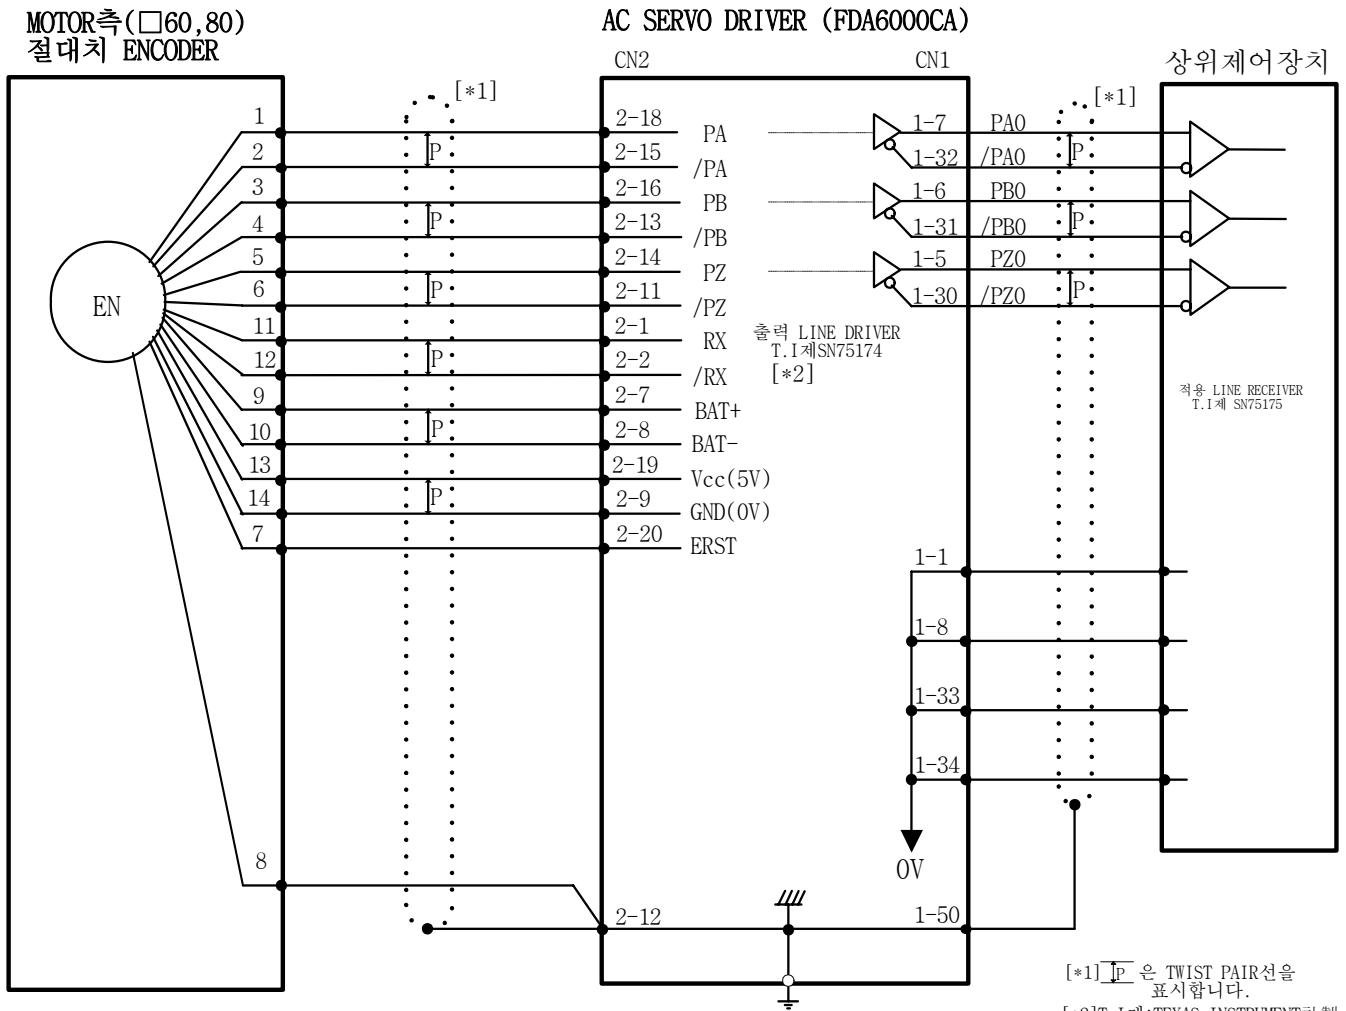 MOTOR측(□60,80)
절대치 ENCODER
AC SERVO DRIVER (FDA6000CA)
CN2
CN1
상위제어장치
[*1]
[*1]
EN
1
2
3
4
5
6
11
12
9
10
13
14
7
8
P
P
P
P
P
P
2-18 PA
2-15 /PA
2-16 PB
2-13 /PB
2-14 PZ
2-11 /PZ
2-1 RX
2-2 /RX
2-7 BAT+
2-8 BAT-
2-19 Vcc(5V)
2-9 GND(0V)
2-20 ERST
2-12
출력 LINE DRIVER
T.I제SN75174
[*2]
1-7 PAO
1-32 /PAO
1-6 PBO
1-31 /PBO
1-5 PZO
1-30 /PZO
P
P
P
적용 LINE RECEIVER
T.I제 SN75175
1-1
1-8
1-33
1-34
0V
1-50
[*1] P 은 TWIST PAIR선을
표시합니다.